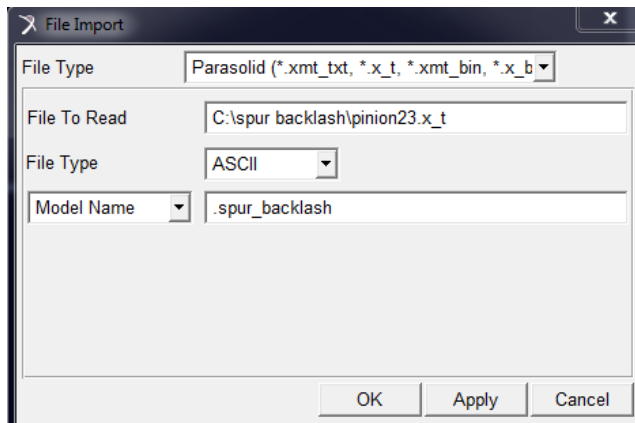 File Import
x
File Type Parasolid (*.xmt_txt, *.x_t, *.xmt_bin, *.x_b
File To Read C:\spur backlash\pinion23.x_t
File Type ASCII
Model Name .spur_backlash
OK Apply Cancel